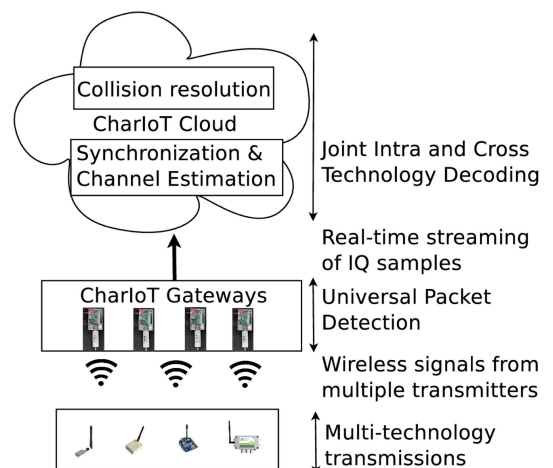 Collision resolution
CharIoT Cloud
Synchronization &
Channel Estimation
Joint Intra and Cross
Technology Decoding
Real-time streaming
of IQ samples
CharIoT Gateways
Universal Packet
Detection
Wireless signals from
multiple transmitters
Multi-technology
transmissions